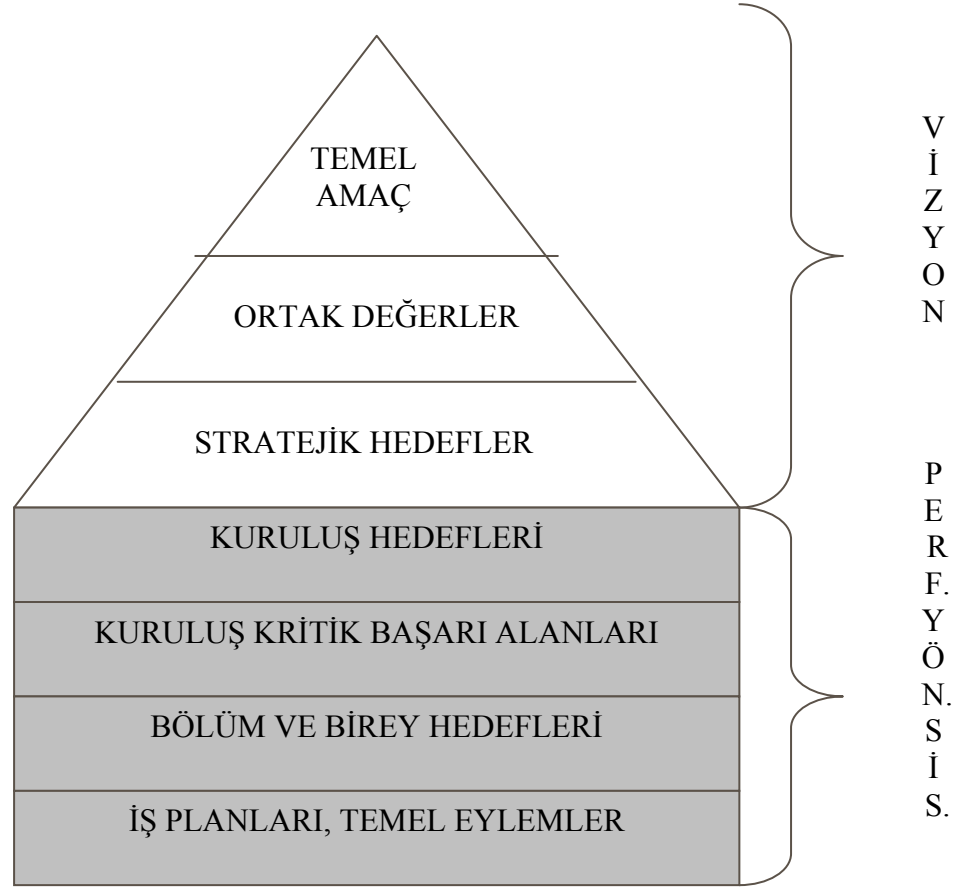 TEMEL
AMAÇ
ORTAK DEĞERLER
STRATEJİK HEDEFLER
KURULUŞ HEDEFLERİ
KURULUŞ KRİTİK BAŞARI ALANLARI
BÖLÜM VE BİREY HEDEFLERİ
İŞ PLANLARI, TEMEL EYLEMLER
V
İ
Z
Y
O
N
P
E
R
F.
Y
Ö
N.
S
İ
S.